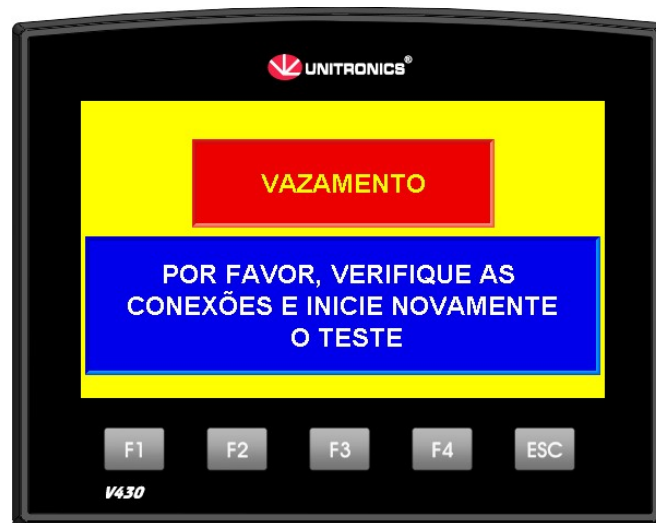 UNITRONICS®
VAZAMENTO
POR FAVOR, VERIFIQUE AS
CONEXÕES E INICIE NOVAMENTE
O TESTE
F1 F2 F3 F4 ESC
V430